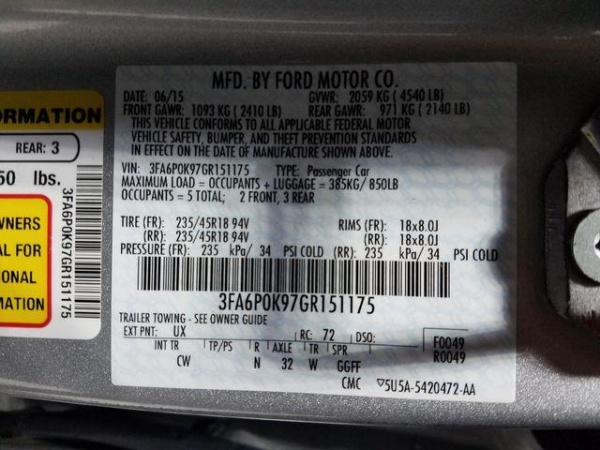 ORMATION
REAR: 3
50 lbs.
WNERS
AL FOR
IONAL
MATION
3FA6P0K97GR151175
MFD. BY FORD MOTOR CO.
DATE: 06/15 GVWR: 2059 KG ( 4540 LB)
FRONT GAWR: 1093 KG ( 2410 LB) REAR GAWR: 971 KG ( 2140 LB)
THIS VEHICLE CONFORMS TO ALL APPLICABLE FEDERAL MOTOR
VEHICLE SAFETY, BUMPER, AND THEFT PREVENTION STANDARDS
IN EFFECT ON THE DATE OF MANUFACTURE SHOWN ABOVE.
VIN: 3FA6P0K97GR151175 TYPE: Passenger Car
MAXIMUM LOAD = OCCUPANTS + LUGGAGE = 385KG/ 850LB
OCCUPANTS = 5 TOTAL; 2 FRONT, 3 REAR
TIRE (FR): 235/45R18 94V RIMS (FR): 18x8.0J
(RR): 235/45R18 94V (RR): 18x8.0J
PRESSURE (FR): 235 kPa/ 34 PSI COLD (RR): 235 kPa/ 34 PSI COLD
3FA6P0K97GR151175
TRAILER TOWING - SEE OWNER GUIDE
EXT PNT: UX RC: 72 DSO: F0049
INT TR TP/PS R AXLE TR SPR R0049
CW N 32 W GGFF
CMC ▽5U5A-5420472-AA